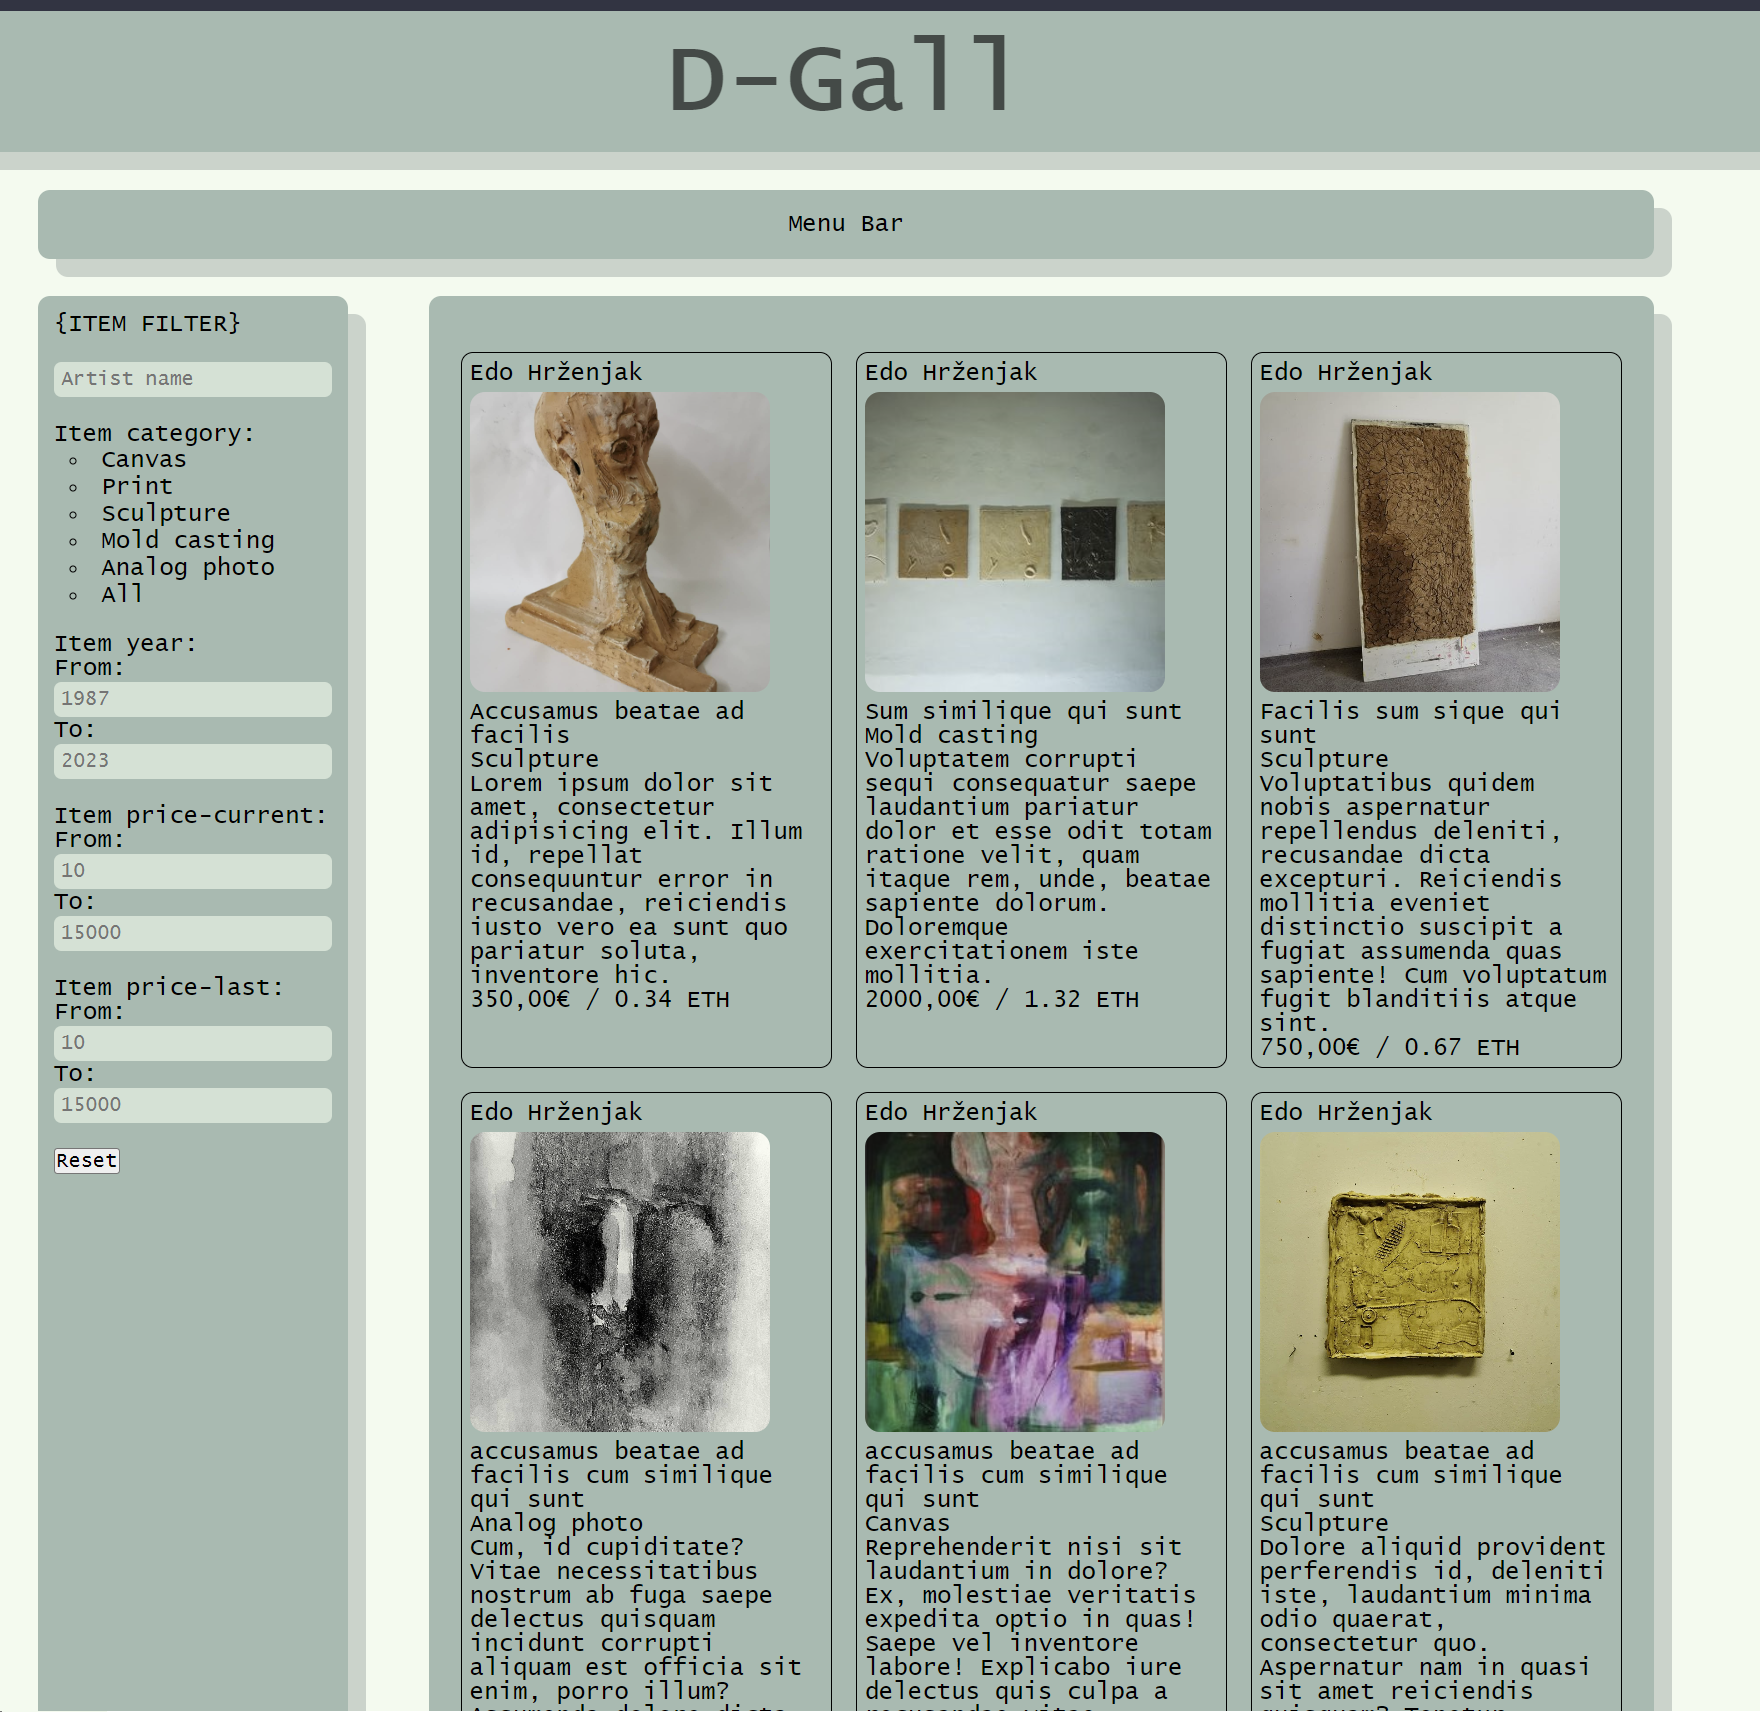 D-Gall
Menu Bar
{ITEM FILTER}
Artist name
Item category:
Canvas
Print
Sculpture
Mold casting
Analog photo
All
Item year:
From:
1987
To:
2023
Item price-current:
From:
10
To:
15000
Item price-last:
From:
10
To:
15000
Reset
Edo Hrženjak
Accusamus beatae ad
facilis
Sculpture
Lorem ipsum dolor sit
amet, consectetur
adipisicing elit. Illum
id, repellat
consequuntur error in
recusandae, reiciendis
iusto vero ea sunt quo
pariatur soluta,
inventore hic.
350,00€ / 0.34 ETH
Edo Hrženjak
Sum similique qui sunt
Mold casting
Voluptatem corrupti
sequi consequatur saepe
laudantium pariatur
dolor et esse odit totam
ratione velit, quam
itaque rem, unde, beatae
sapiente dolorum.
Doloremque
exercitationem iste
mollitia.
2000,00€ / 1.32 ETH
Edo Hrženjak
Facilis sum sique qui
sunt
Sculpture
Voluptatibus quidem
nobis aspernatur
repellendus deleniti,
recusandae dicta
excepturi. Reiciendis
mollitia eveniet
distinctio suscipit a
fugiat assumenda quas
sapiente! Cum voluptatum
fugit blanditiis atque
sint.
750,00€ / 0.67 ETH
Edo Hrženjak
accusamus beatae ad
facilis cum similique
qui sunt
Analog photo
Cum, id cupiditate?
Vitae necessitatibus
nostrum ab fuga saepe
delectus quisquam
incidunt corrupti
aliquam est officia sit
enim, porro illum?
Edo Hrženjak
accusamus beatae ad
facilis cum similique
qui sunt
Canvas
Reprehenderit nisi sit
laudantium in dolore?
Ex, molestiae veritatis
expedita optio in quas!
Saepe vel inventore
labore! Explicabo iure
delectus quis culpa a
Edo Hrženjak
accusamus beatae ad
facilis cum similique
qui sunt
Sculpture
Dolore aliquid provident
perferendis id, deleniti
iste, laudantium minima
odio quaerat,
consectetur quo.
Aspernatur nam in quasi
sit amet reiciendis